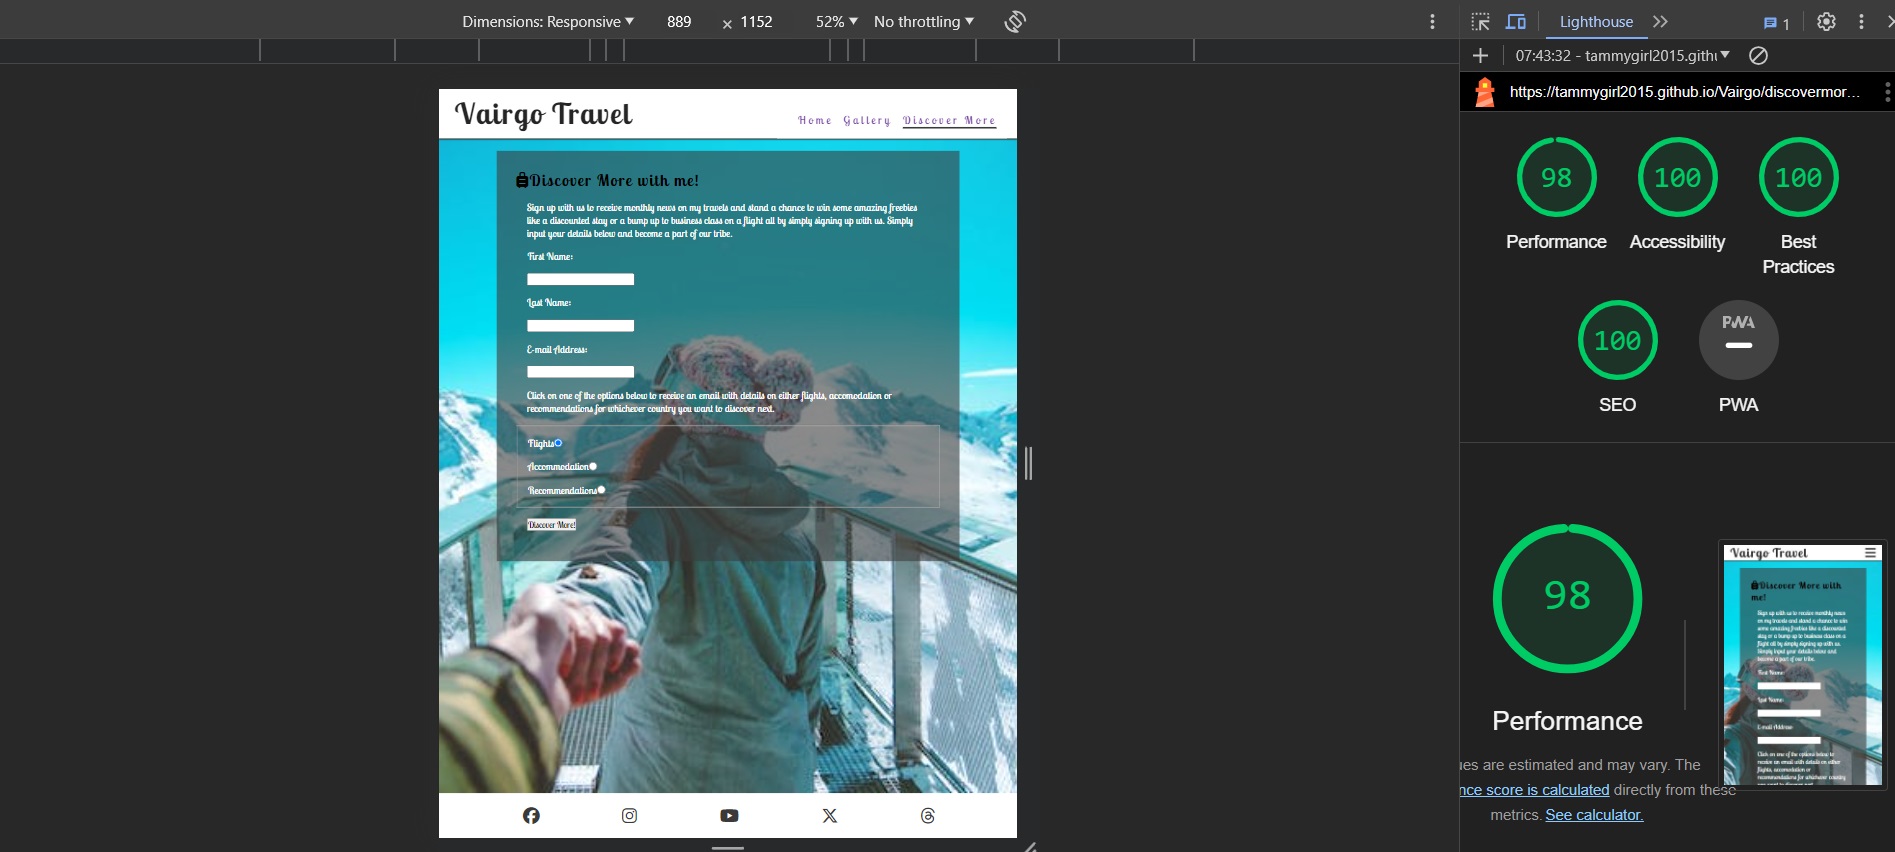 Dimensions: Responsive 889 × 1152 52% No throttling
Lighthouse 1
07:43:32 - tammygirl2015.githu
https://tammygirl2015.github.io/Vairgo/discovermor...
Vairgo Travel
Home Gallery Discover More
Discover More with me!
Sign up with us to receive monthly news on my travels and stand a chance to win some amazing freebies
like a discounted stay or a bump up to business class on a flight all by simply signing up with us. Simply
input your details below and become a part of our tribe.
First Name:
Last Name:
E-mail Address:
Click on one of the options below to receive an email with details on either flights, accomodation or
recommendations for whichever country you want to discover next.
Flights
Accommodation
Recommendations
Discover More!
98 100 100
Performance Accessibility Best
Practices
100 PWA
SEO PWA
98
Performance
ues are estimated and may vary. The
nce score is calculated directly from these
metrics. See calculator.
Vairgo Travel
Discover More with
me!
Sign up with us to receive monthly news
on my travels and stand a chance to win
some amazing freebies like a discounted
stay or a bump up to business class on a
flight all by simply signing up with us.
Simply input your details below and
become a part of our tribe.
First Name:
Last Name:
E-mail Address:
Click on one of the options below to
receive an email with details on either
flights, accomodation or
recommendations for whichever country